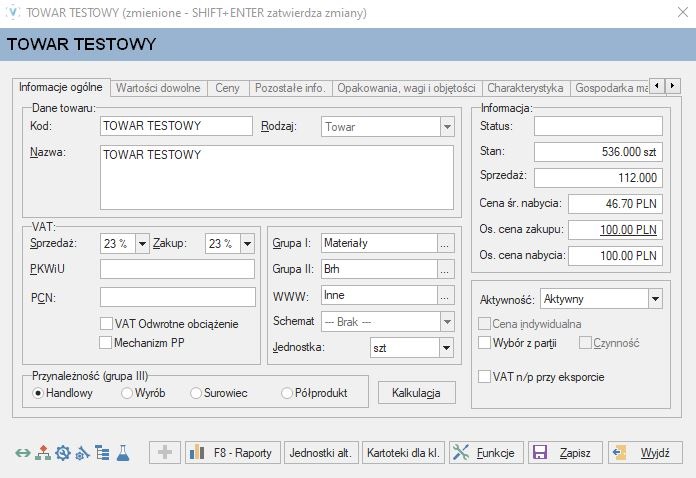 TOWAR TESTOWY (zmienione - SHIFT+ENTER zatwierdza zmiany)
TOWAR TESTOWY
Informacje ogólne
Wartości dowolne
Ceny
Pozostałe info.
Opakowania, wagi i objętości
Charakterystyka
Gospodarka ma
Dane towaru:
Kod: TOWAR TESTOWY Rodzaj: Towar
Nazwa: TOWAR TESTOWY
VAT:
Sprzedaż: 23 % Zakup: 23 %
PKWiU
PCN:
VAT Odwrotne obciążenie
Mechanizm PP
Grupa I: Materiały ...
Grupa II: Brh ...
WWW: Inne ...
Schemat --- Brak ---
Jednostka: szt
Przynależność (grupa III)
Handlowy Wyrób Surowiec Półprodukt
Kalkulacja
Informacja:
Status:
Stan: 536.000 szt
Sprzedaż: 112.000
Cena śr. nabycia: 46.70 PLN
Os. cena zakupu: 100.00 PLN
Os. cena nabycia: 100.00 PLN
Aktywność: Aktywny
Cena indywidualna
Wybór z partii Czynność
VAT n/p przy eksporcie
F8 - Raporty
Jednostki alt.
Kartoteki dla kl.
Funkcje
Zapisz
Wyjdź